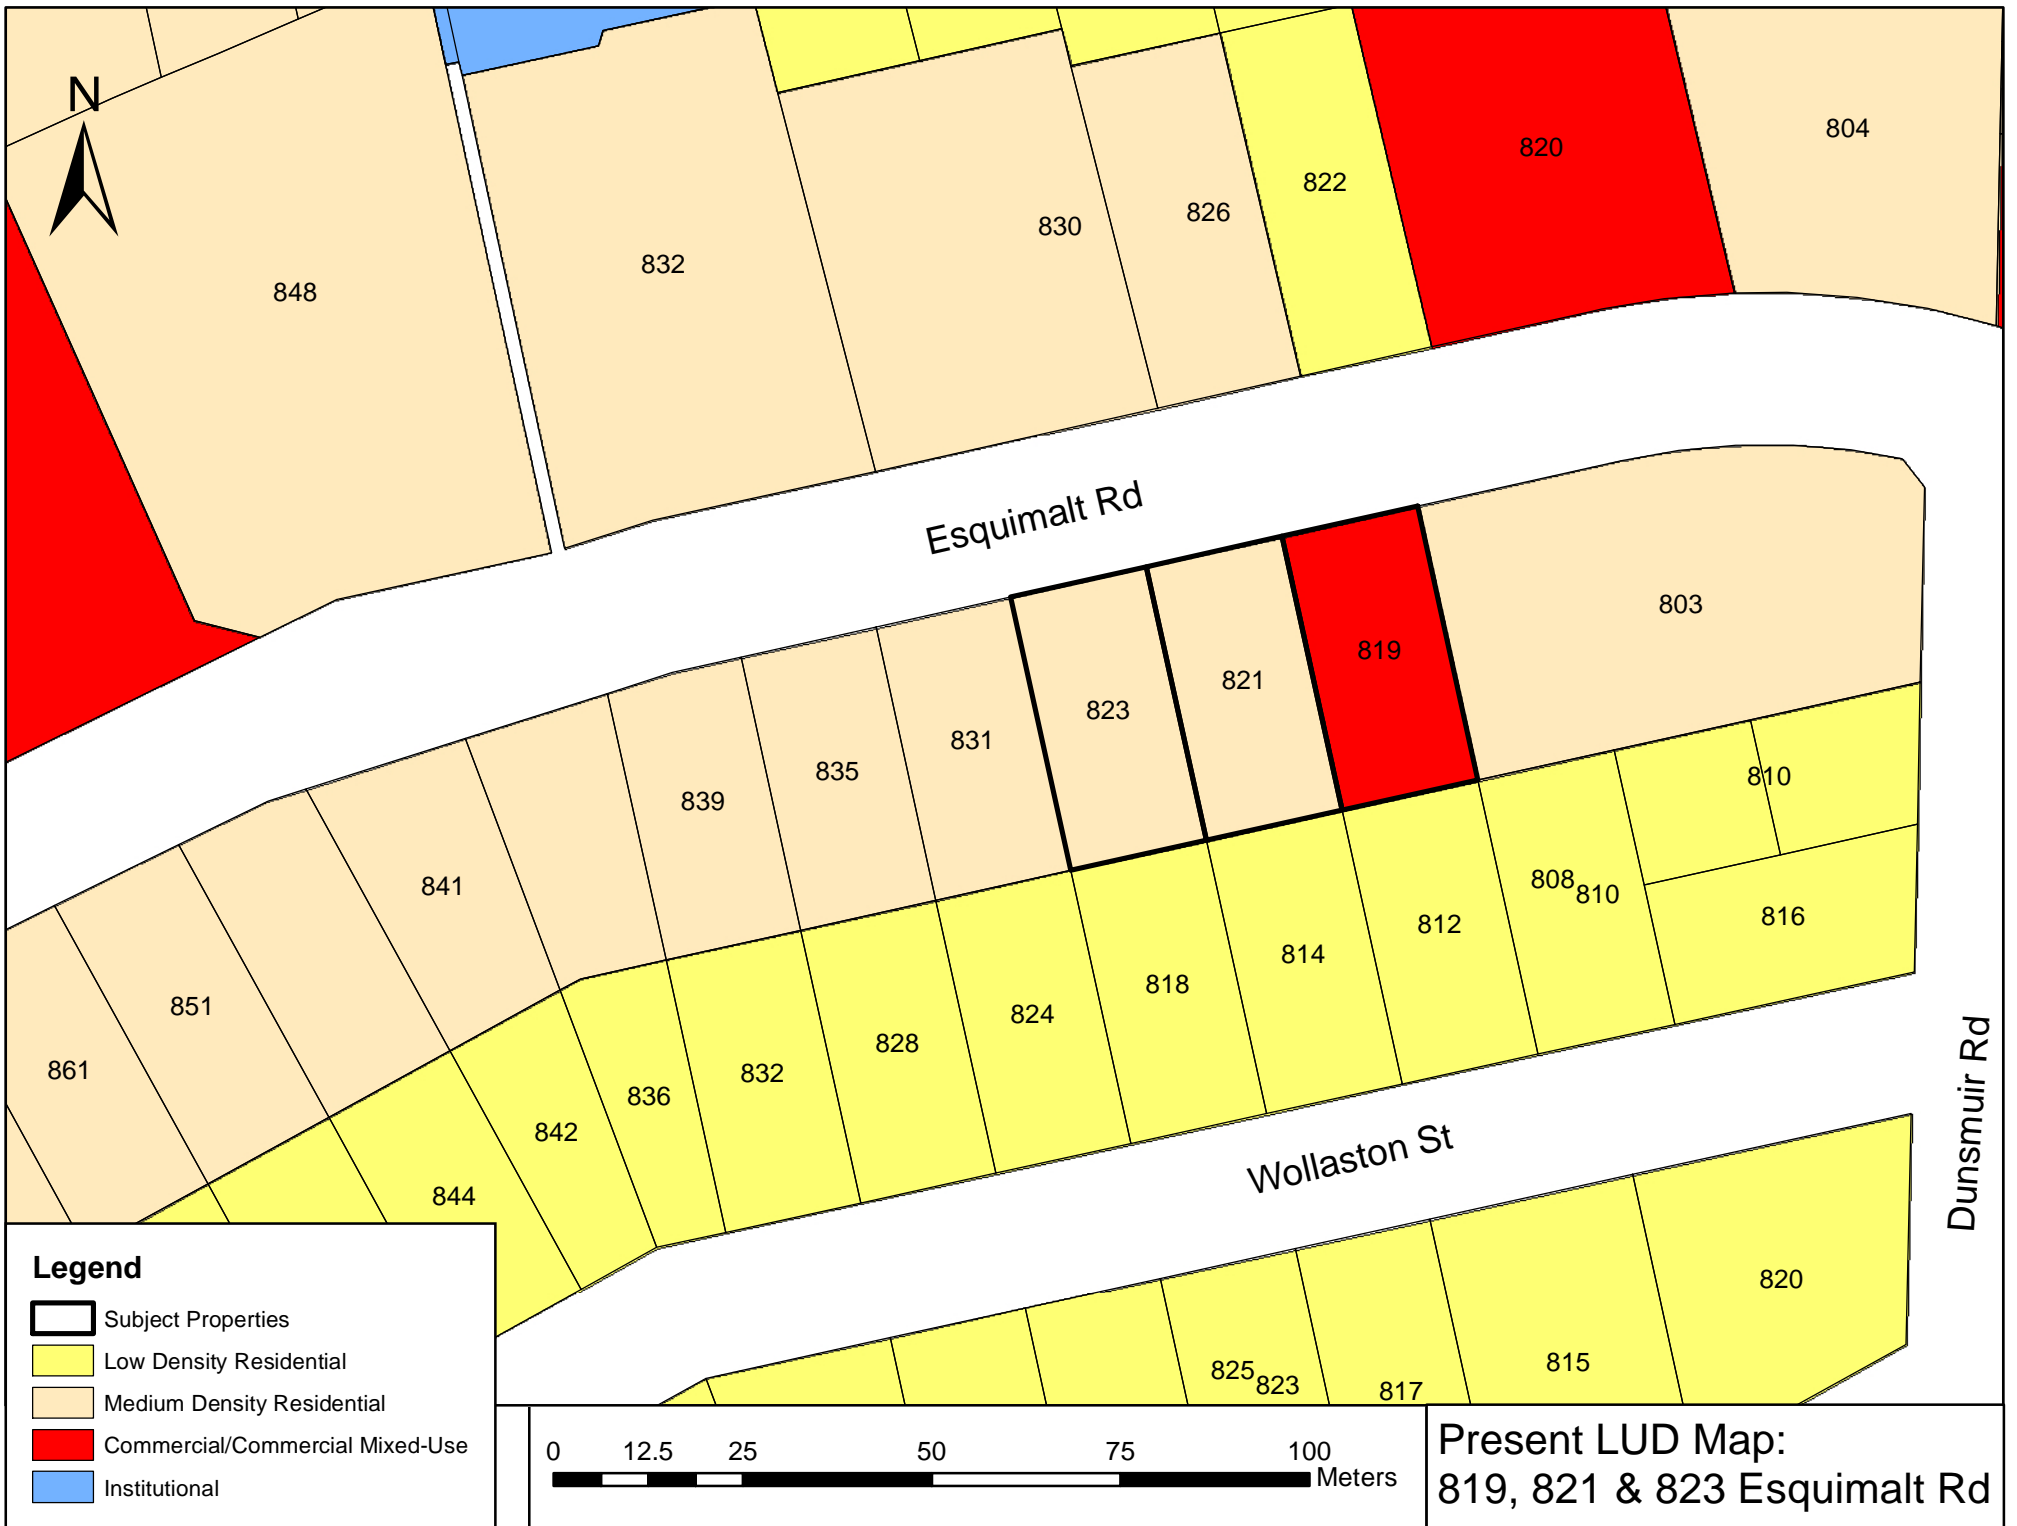 N
804
820
822
826
830
832
848
Esquimalt Rd
803
819
821
823
831
835
839
841
851
861
810
808
810
816
812
814
818
824
828
832
836
842
844
Wollaston St
Dunsmuir Rd
820
815
817
825
823
Legend
Subject Properties
Low Density Residential
Medium Density Residential
Commercial/Commercial Mixed-Use
Institutional
0 12.5 25 50 75 100
Meters
Present LUD Map:
819, 821 & 823 Esquimalt Rd